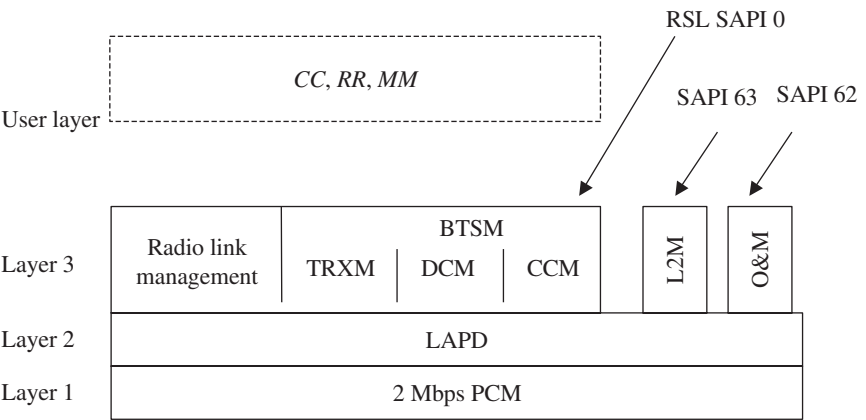 RSL SAPI 0
CC, RR, MM
SAPI 63
SAPI 62
User layer
BTSM
Radio link
management
TRXM
DCM
CCM
L2M
O&M
Layer 3
Layer 2
LAPD
Layer 1
2 Mbps PCM